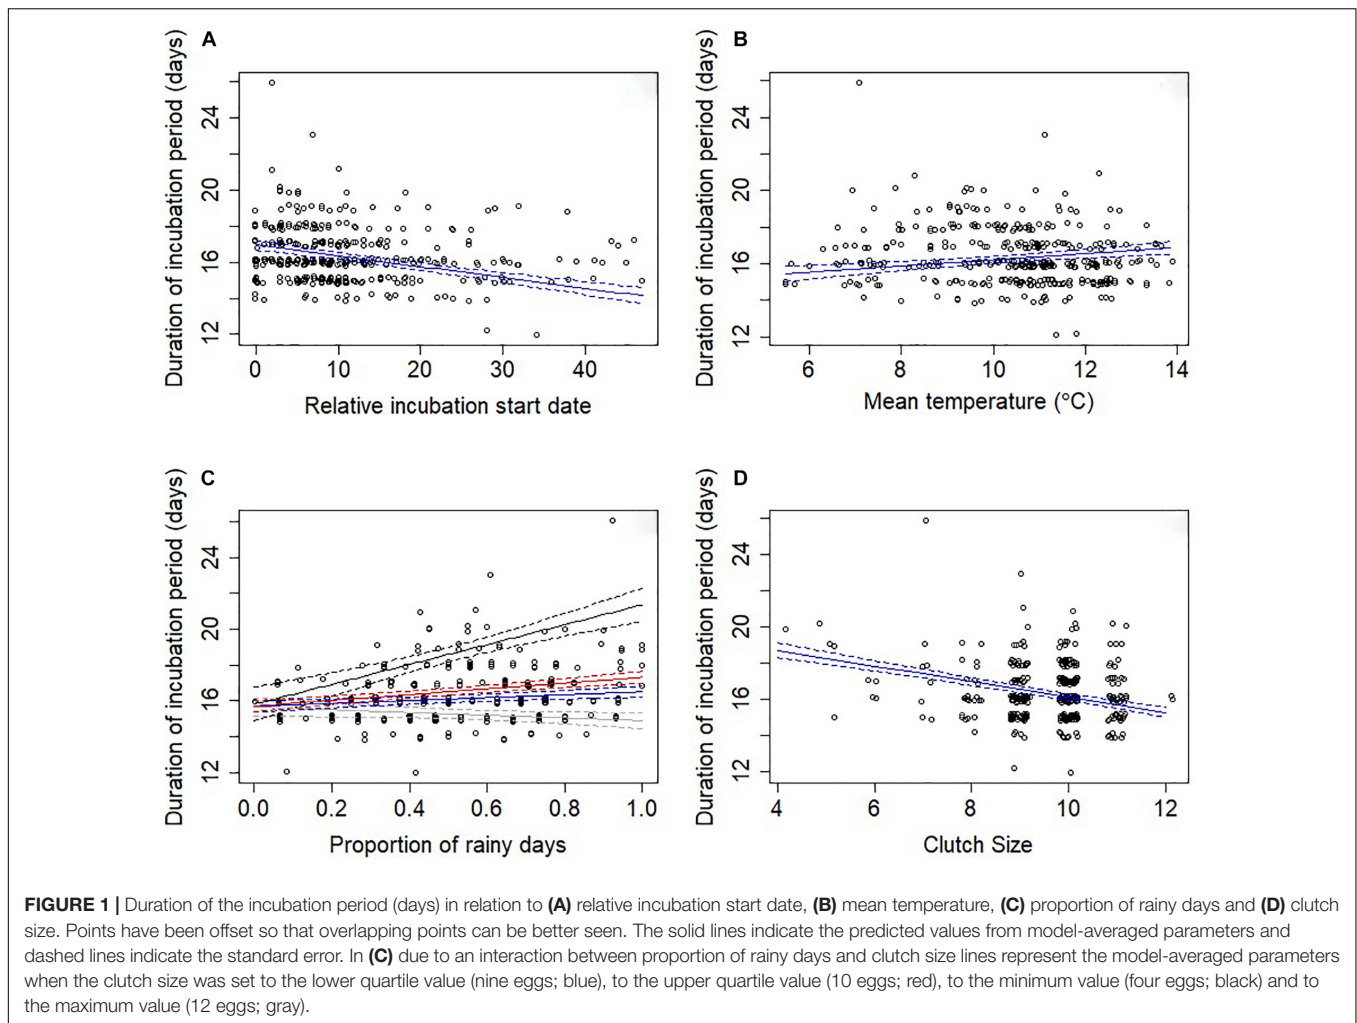 A
Duration of incubation period (days)
24
20
16
12
0 10 20 30 40
Relative incubation start date
B
Duration of incubation period (days)
24
20
16
12
6 8 10 12 14
Mean temperature (°C)
C
Duration of incubation period (days)
24
20
16
12
0.0 0.2 0.4 0.6 0.8 1.0
Proportion of rainy days
D
Duration of incubation period (days)
24
20
16
12
4 6 8 10 12
Clutch Size
FIGURE 1 | Duration of the incubation period (days) in relation to (A) relative incubation start date, (B) mean temperature, (C) proportion of rainy days and (D) clutch
size. Points have been offset so that overlapping points can be better seen. The solid lines indicate the predicted values from model-averaged parameters and
dashed lines indicate the standard error. In (C) due to an interaction between proportion of rainy days and clutch size lines represent the model-averaged parameters
when the clutch size was set to the lower quartile value (nine eggs; blue), to the upper quartile value (10 eggs; red), to the minimum value (four eggs; black) and to
the maximum value (12 eggs; gray).